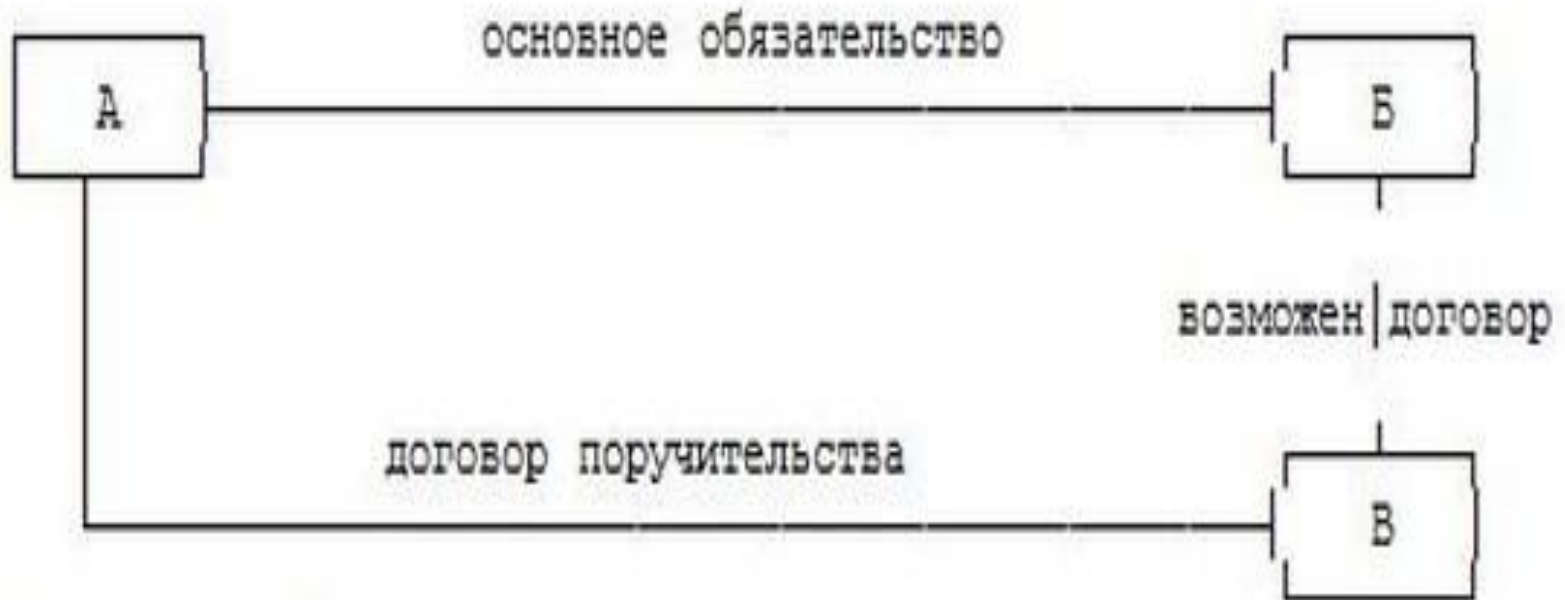 основное обязательство
А
Б
возможен договор
договор поручительства
В